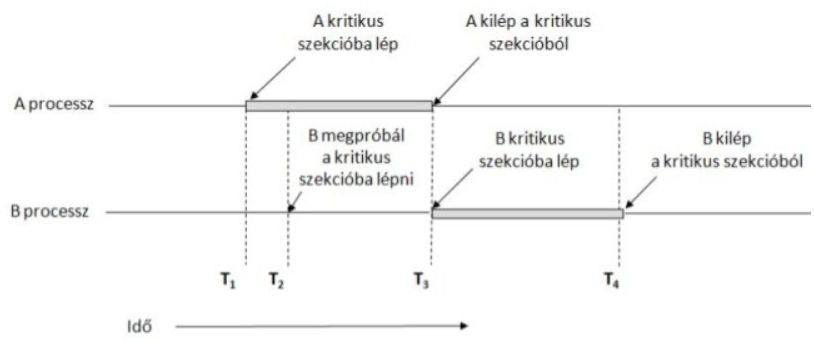 A kritikus
szekcióba lép
A kilép a kritikus
szekcióból
A processz
B megpróbál
a kritikus
szekcióba lépni
B kritikus
szekcióba lép
B kilép
a kritikus szekcióból
B processz
T1
T2
T3
T4
Idő